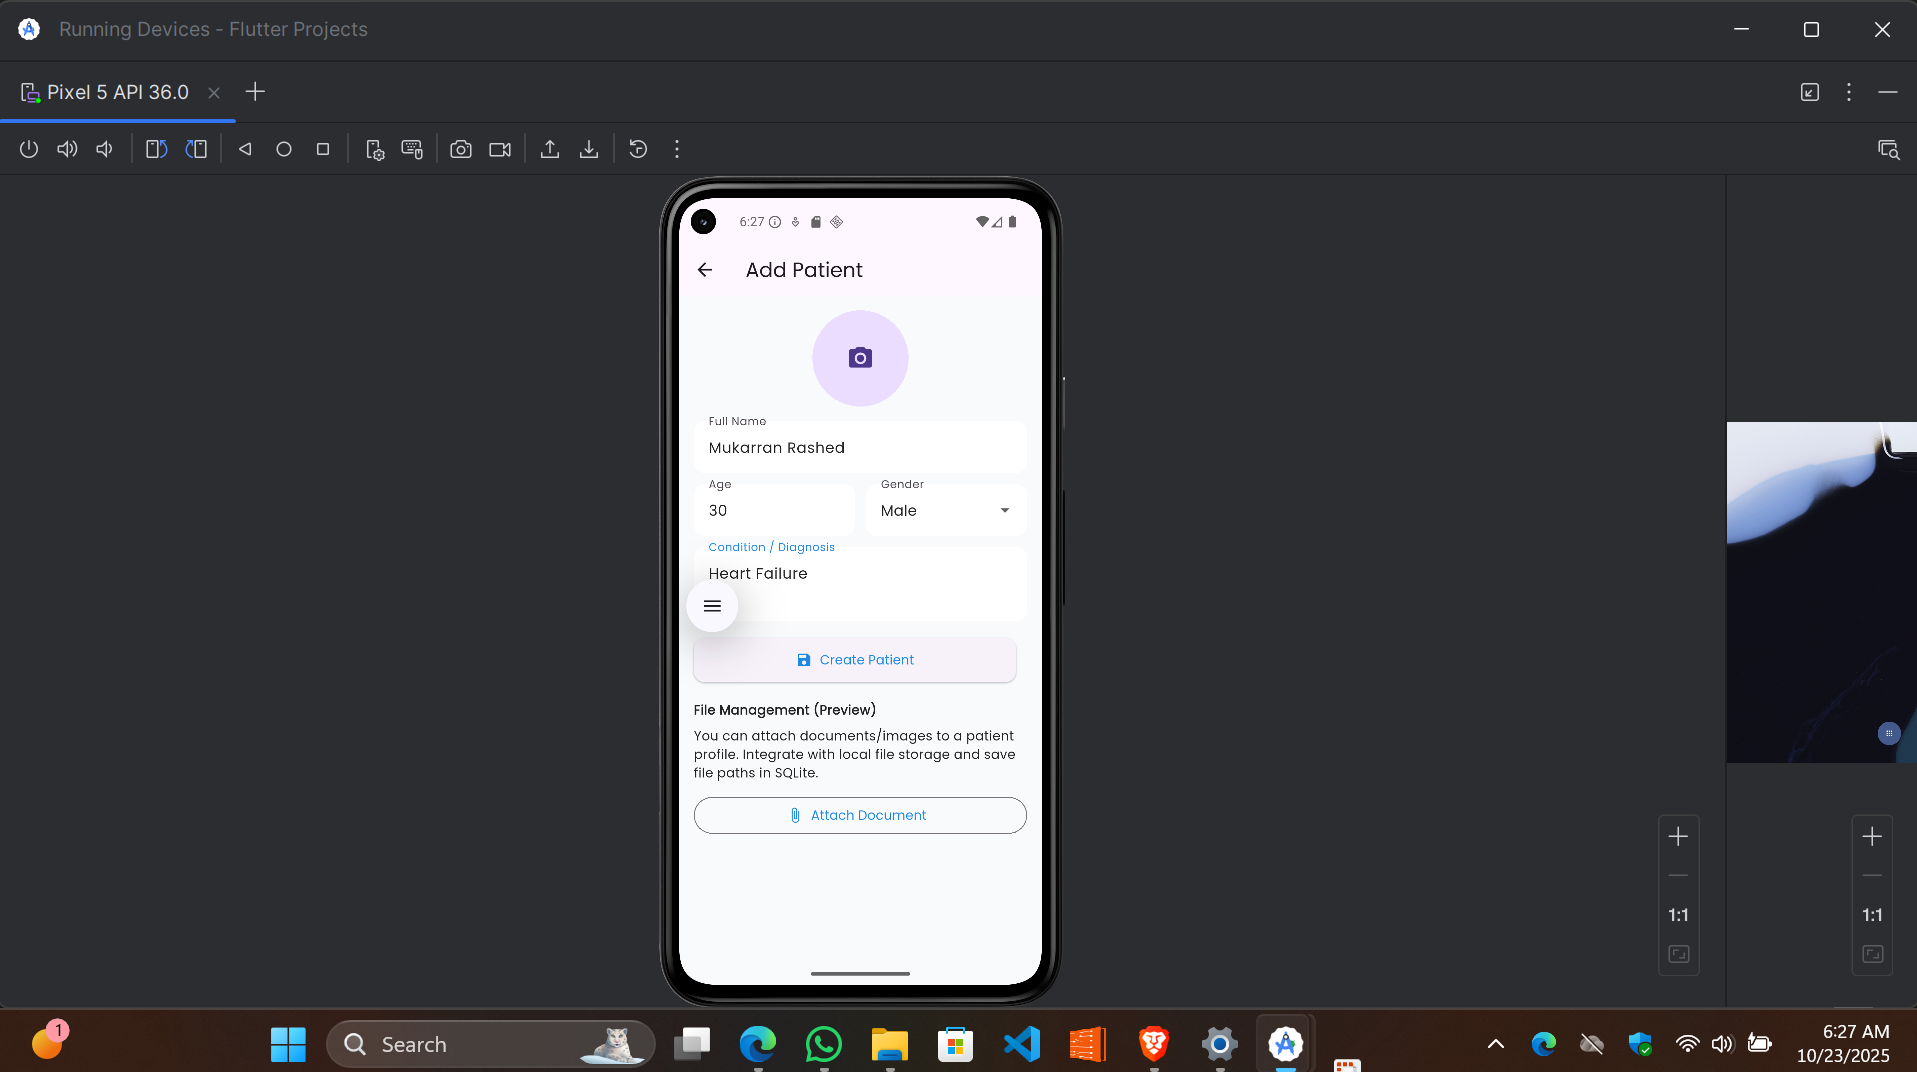 Running Devices - Flutter Projects
Pixel 5 API 36.0
6:27
Add Patient
Full Name
Mukarran Rashed
Age
30
Gender
Male
Condition / Diagnosis
Heart Failure
Create Patient
File Management (Preview)
You can attach documents/images to a patient
profile. Integrate with local file storage and save
file paths in SQLite.
Attach Document
1:1
1:1
1
Search
6:27 AM
10/23/2025